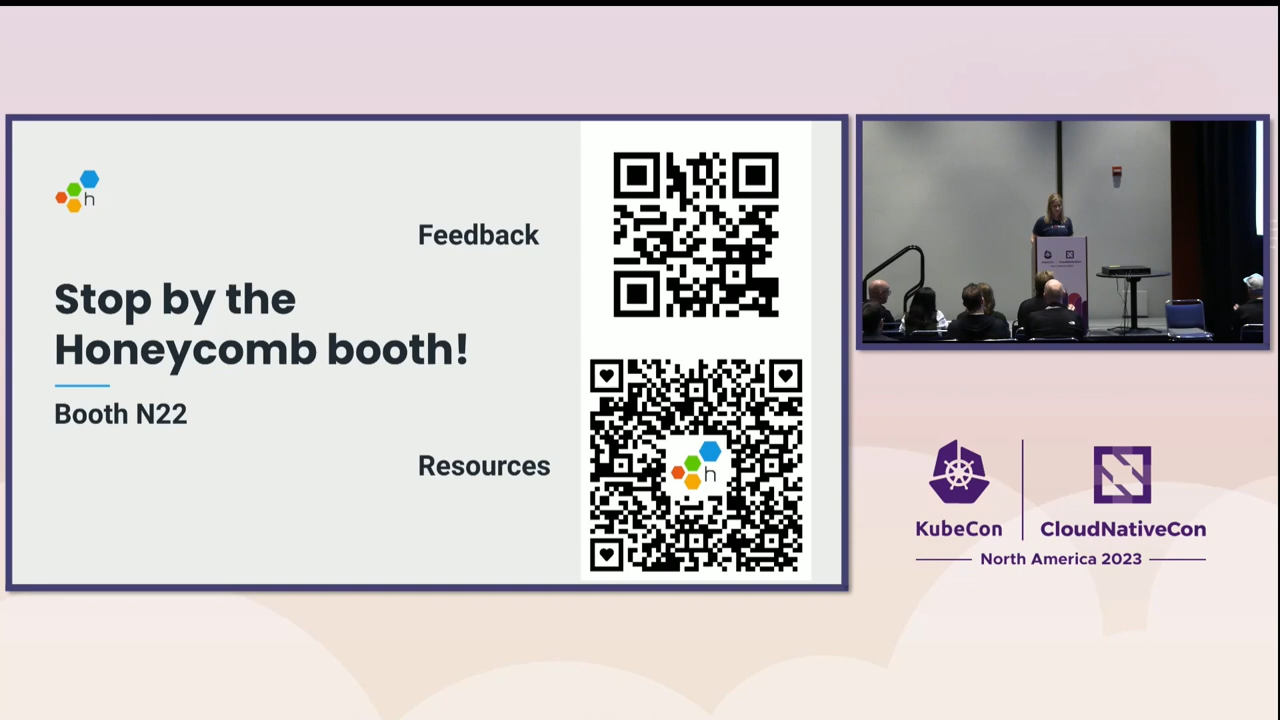 h
Feedback
Stop by the
Honeycomb booth!
Booth N22
Resources
h
KubeCon
CloudNativeCon
North America 2023